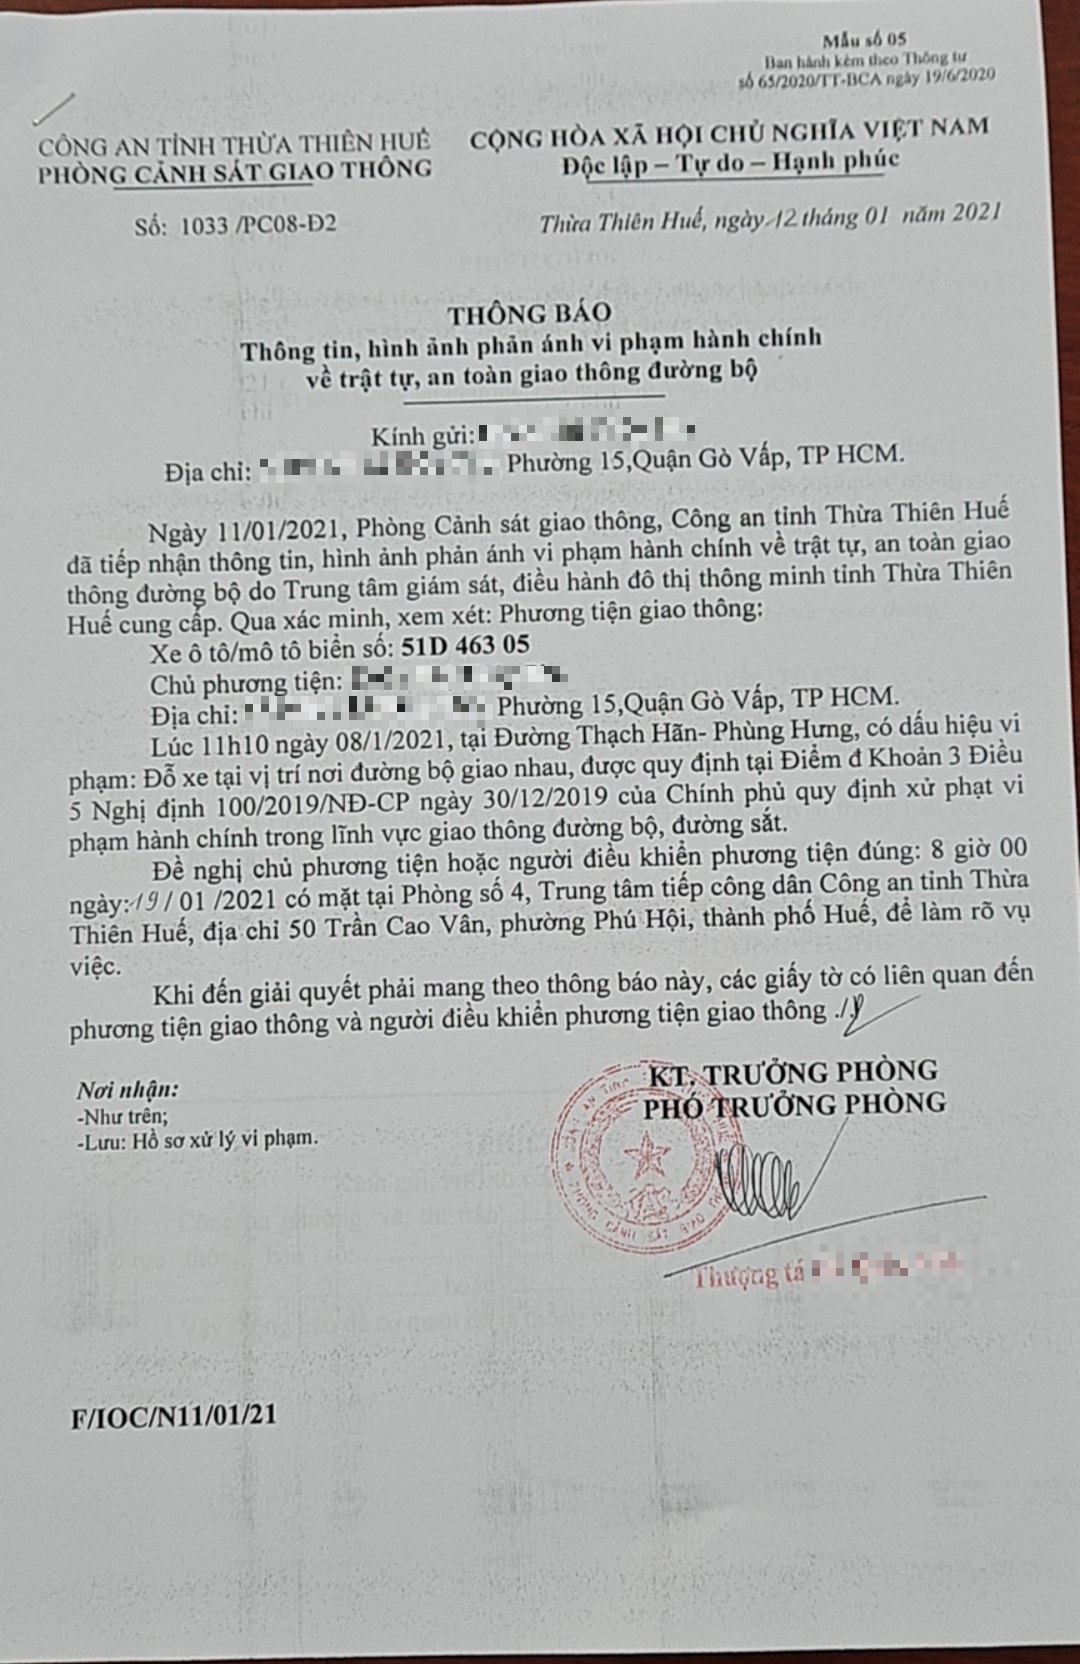 Mẫu số 05
Ban hành kèm theo Thông tư
số 65/2020/TT-BCA ngày 19/6/2020
CÔNG AN TỈNH THỪA THIÊN HUẾ
PHÒNG CẢNH SÁT GIAO THÔNG
CỘNG HÒA XÃ HỘI CHỦ NGHĨA VIỆT NAM
Độc lập – Tự do – Hạnh phúc
Số: 1033 /PC08-Đ2
Thừa Thiên Huế, ngày 12 tháng 01 năm 2021
THÔNG BÁO
Thông tin, hình ảnh phản ánh vi phạm hành chính
về trật tự, an toàn giao thông đường bộ
Kính gửi:
Địa chỉ: Phường 15,Quận Gò Vấp, TP HCM.
Ngày 11/01/2021, Phòng Cảnh sát giao thông, Công an tỉnh Thừa Thiên Huế
đã tiếp nhận thông tin, hình ảnh phản ánh vi phạm hành chính về trật tự, an toàn giao
thông đường bộ do Trung tâm giám sát, điều hành đô thị thông minh tỉnh Thừa Thiên
Huế cung cấp. Qua xác minh, xem xét: Phương tiện giao thông:
Xe ô tô/mô tô biển số: 51D 463 05
Chủ phương tiện:
Địa chỉ: Phường 15,Quận Gò Vấp, TP HCM.
Lúc 11h10 ngày 08/1/2021, tại Đường Thạch Hãn- Phùng Hưng, có dấu hiệu vi
phạm: Đỗ xe tại vị trí nơi đường bộ giao nhau, được quy định tại Điểm đ Khoản 3 Điều
5 Nghị định 100/2019/NĐ-CP ngày 30/12/2019 của Chính phủ quy định xử phạt vi
phạm hành chính trong lĩnh vực giao thông đường bộ, đường sắt.
Đề nghị chủ phương tiện hoặc người điều khiển phương tiện đúng: 8 giờ 00
ngày: 19 / 01 /2021 có mặt tại Phòng số 4, Trung tâm tiếp công dân Công an tỉnh Thừa
Thiên Huế, địa chỉ 50 Trần Cao Vân, phường Phú Hội, thành phố Huế, để làm rõ vụ
việc.
Khi đến giải quyết phải mang theo thông báo này, các giấy tờ có liên quan đến
phương tiện giao thông và người điều khiển phương tiện giao thông ./.
Nơi nhận:
-Như trên;
-Lưu: Hồ sơ xử lý vi phạm.
KT. TRƯỞNG PHÒNG
PHÓ TRƯỞNG PHÒNG
Thượng tá
F/IOC/N11/01/21